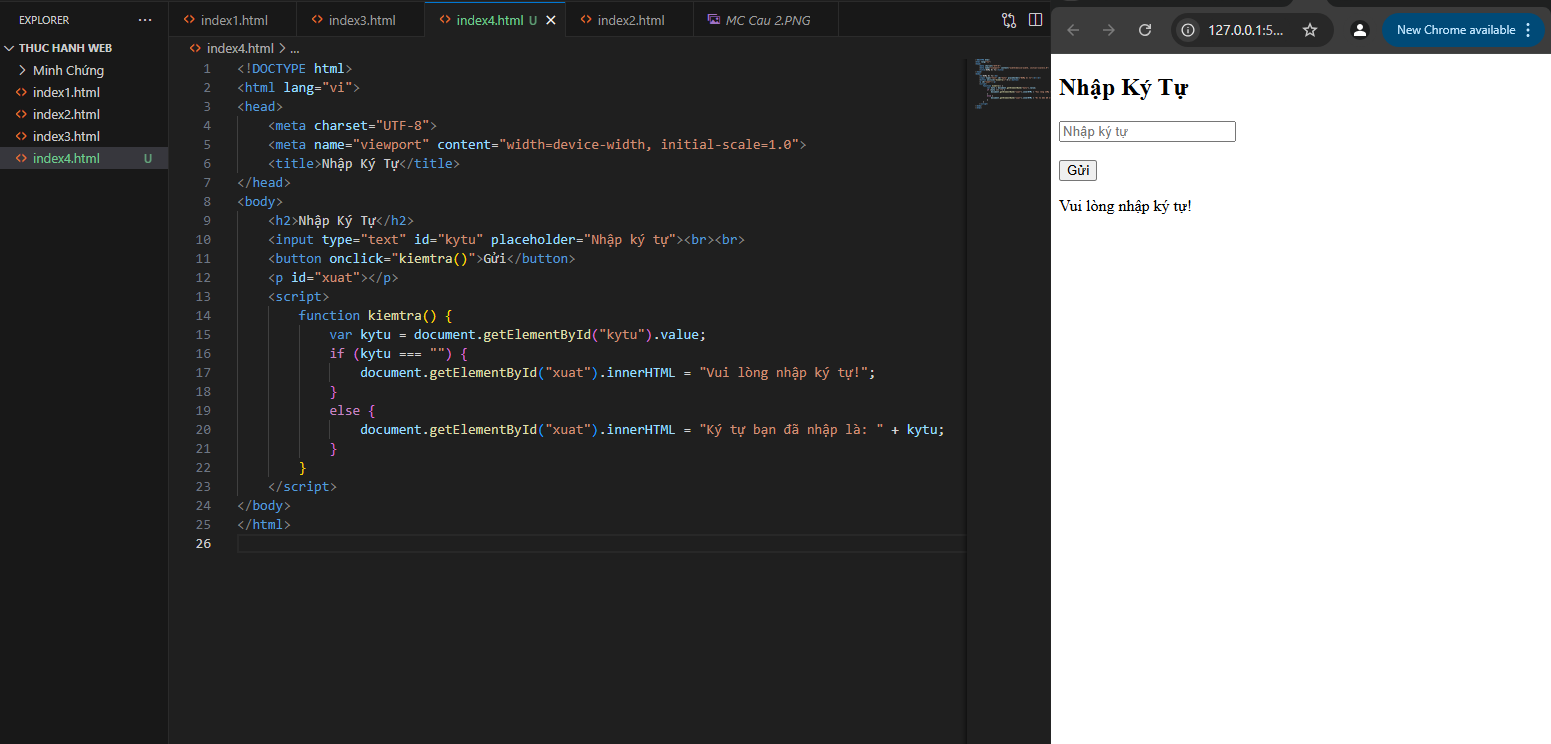 EXPLORER
THUC HANH WEB
Minh Chứng
index1.html
index2.html
index3.html
index4.html U
index1.html index3.html index4.html U index2.html MC Cau 2.PNG
index4.html > ...
1 <!DOCTYPE html>
2 <html lang="vi">
3 <head>
4 <meta charset="UTF-8">
5 <meta name="viewport" content="width=device-width, initial-scale=1.0">
6 <title>Nhập Ký Tự</title>
7 </head>
8 <body>
9 <h2>Nhập Ký Tự</h2>
10 <input type="text" id="kytu" placeholder="Nhập ký tự"><br><br>
11 <button onclick="kiemtra()">Gửi</button>
12 <p id="xuat"></p>
13 <script>
14 function kiemtra() {
15 var kytu = document.getElementById("kytu").value;
16 if (kytu === "") {
17 document.getElementById("xuat").innerHTML = "Vui lòng nhập ký tự!";
18 }
19 else {
20 document.getElementById("xuat").innerHTML = "Ký tự bạn đã nhập là: " + kytu;
21 }
22 }
23 </script>
24 </body>
25 </html>
26
127.0.0.1:5... New Chrome available
Nhập Ký Tự
Nhập ký tự
Gửi
Vui lòng nhập ký tự!